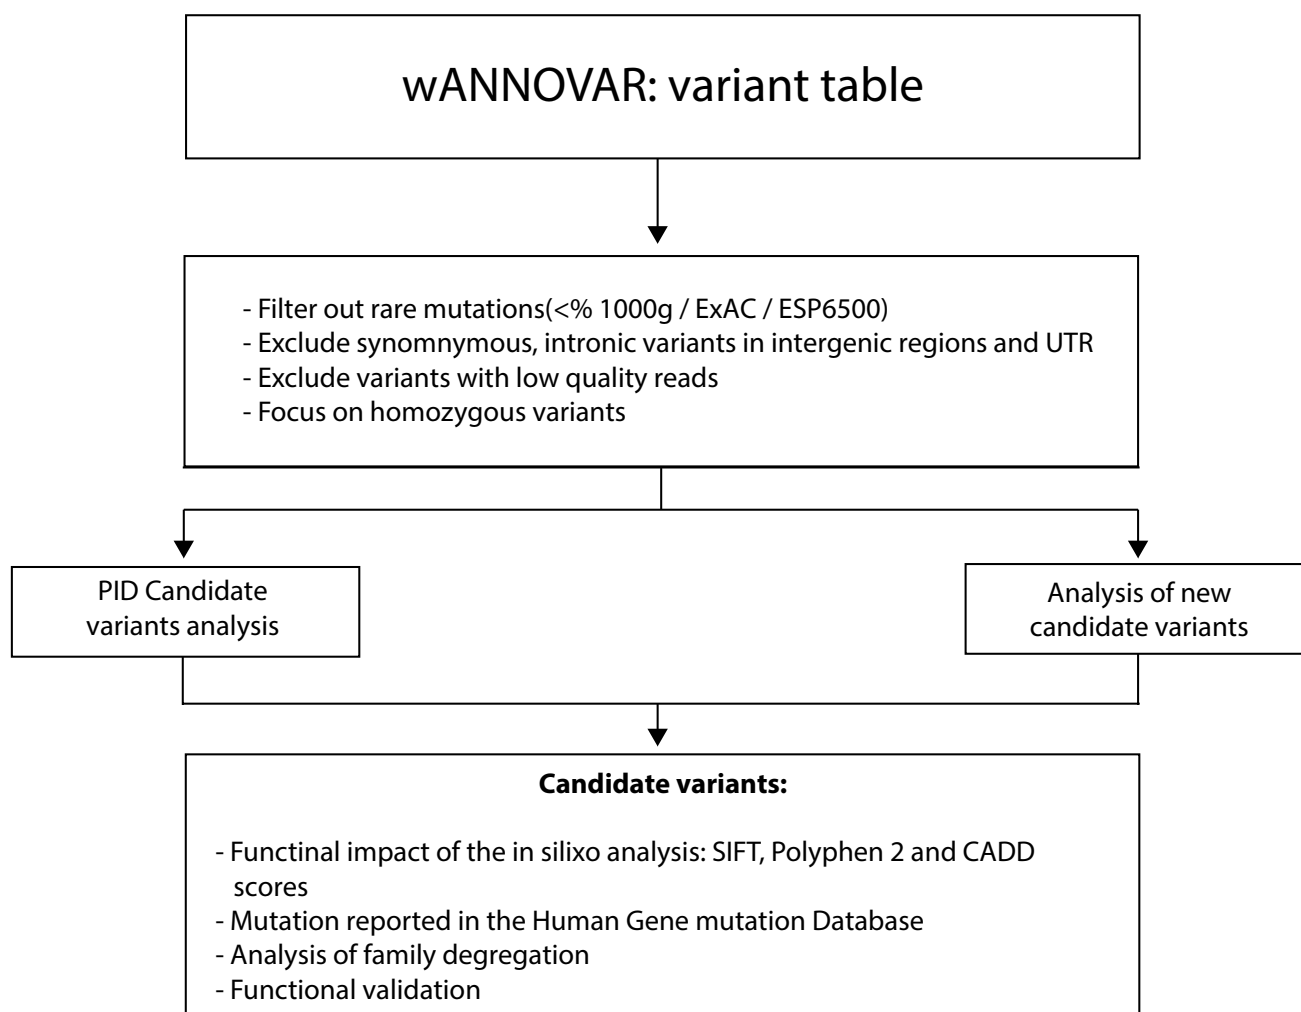 wANNOVAR: variant table
- Filter out rare mutations(<% 1000g / ExAC / ESP6500)
- Exclude synomnymous, intronic variants in intergenic regions and UTR
- Exclude variants with low quality reads
- Focus on homozygous variants
PID Candidate
variants analysis
Analysis of new
candidate variants
Candidate variants:
- Functinal impact of the in silixo analysis: SIFT, Polyphen 2 and CADD
scores
- Mutation reported in the Human Gene mutation Database
- Analysis of family degregation
- Functional validation